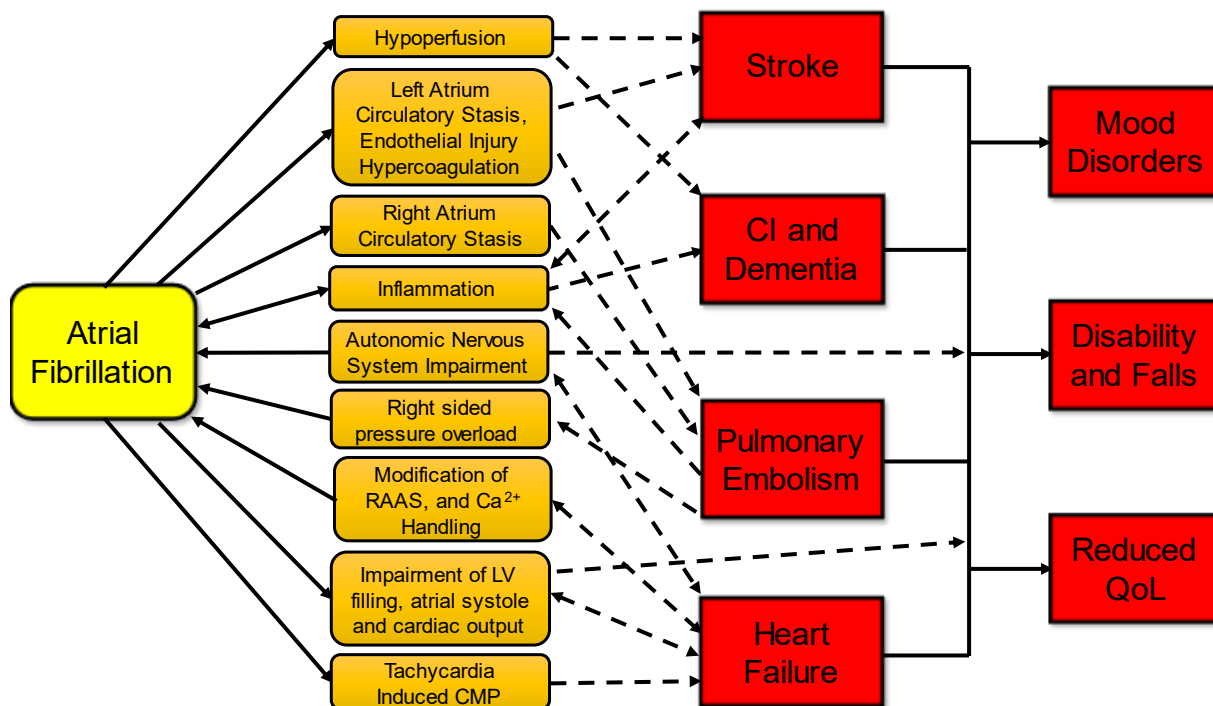 Atrial
Fibrillation
Hypoperfusion
Left Atrium
Circulatory Stasis,
Endothelial Injury
Hypercoagulation
Right Atrium
Circulatory Stasis
Inflammation
Autonomic Nervous
System Impairment
Right sided
pressure overload
Modification of
RAAS, and Ca²⁺
Handling
Impairment of LV
filling, atrial systole
and cardiac output
Tachycardia
Induced CMP
Stroke
CI and
Dementia
Pulmonary
Embolism
Heart
Failure
Mood
Disorders
Disability
and Falls
Reduced
QoL